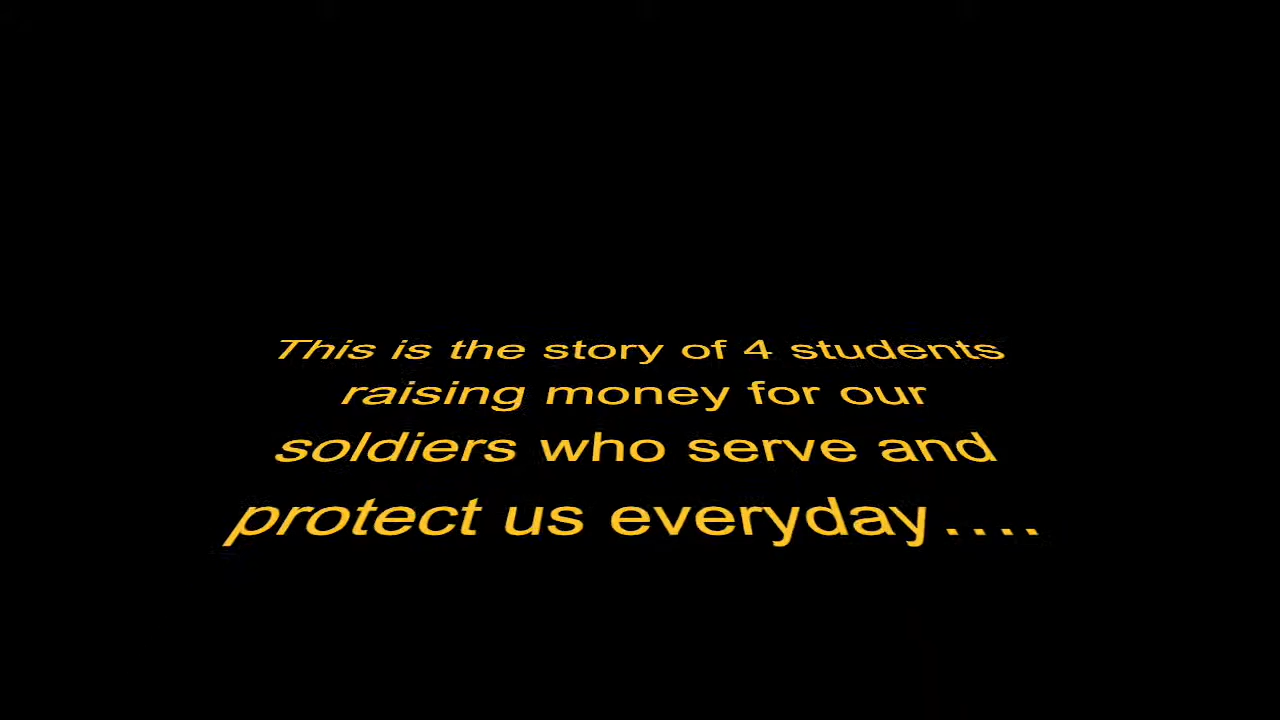 This is the story of 4 students
raising money for our
soldiers who serve and
protect us everyday....